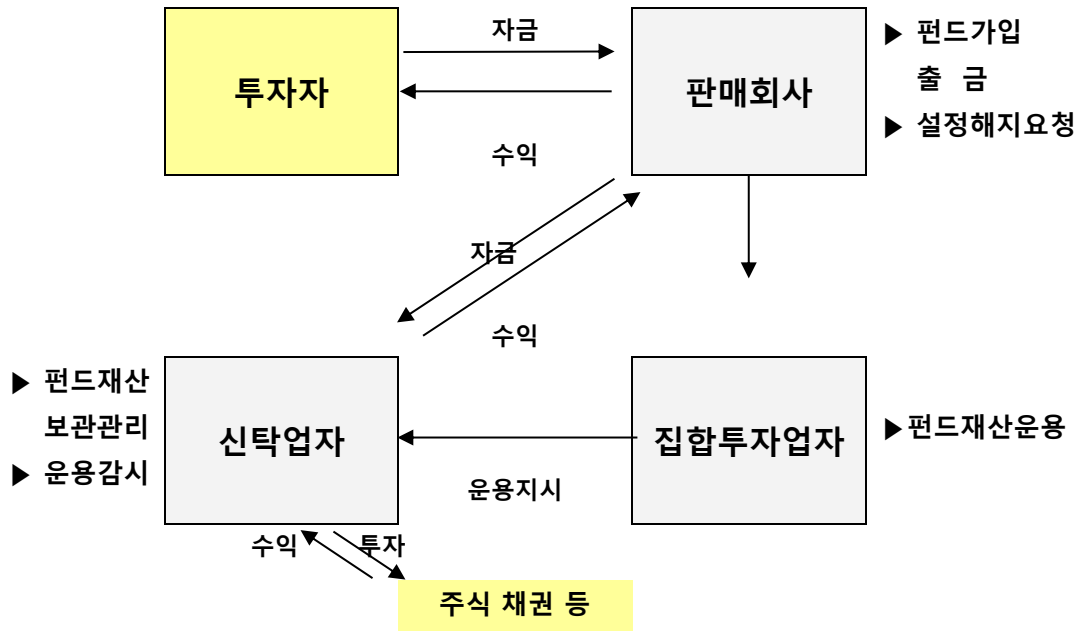 자금
투자자
판매회사
수익
▶ 펀드가입
출 금
▶ 설정해지요청
자금
수익
▶ 펀드재산
보관관리
▶ 운용감시
신탁업자
집합투자업자
▶펀드재산운용
운용지시
수익
투자
주식 채권 등